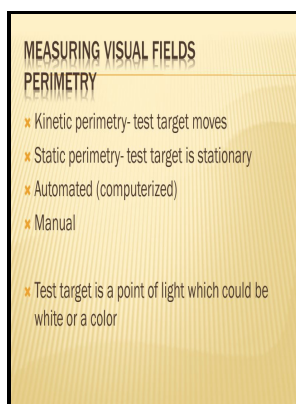 MEASURING VISUAL FIELDS
PERIMETRY
Kinetic perimetry- test target moves
Static perimetry- test target is stationary
Automated (computerized)
Manual
Test target is a point of light which could be
white or a color